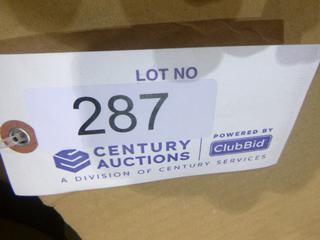 LOT NO
287
CENTURY
AUCTIONS
POWERED BY
ClubBid
A DIVISION OF CENTURY SERVICES